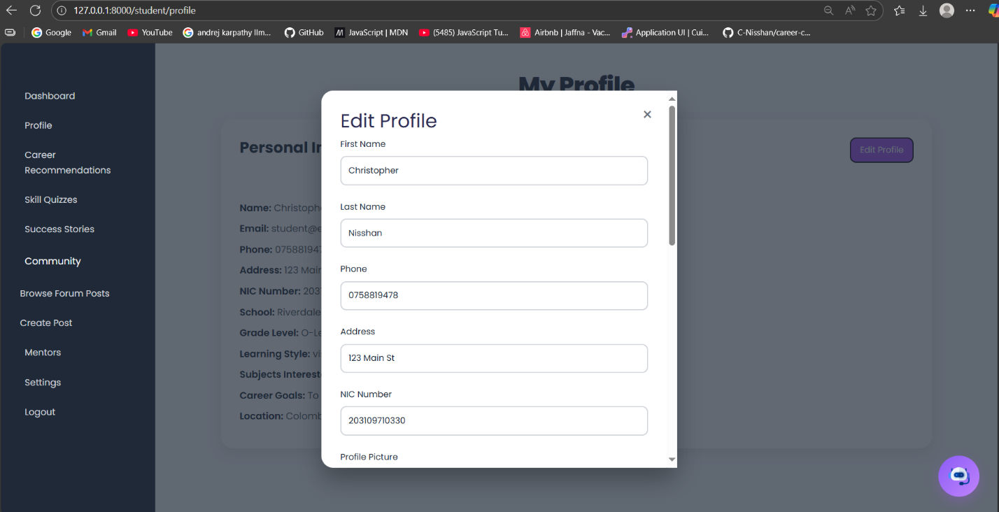 127.0.0.1:8000/student/profile
Google
Gmail
YouTube
andrej karpathy llm...
GitHub
JavaScript | MDN
(5485) JavaScript Tu...
Airbnb | Jaffna - Vac...
Application UI | Cui...
C-Nisshan/career-c...
Dashboard
Profile
Career
Recommendations
Skill Quizzes
Success Stories
Community
Browse Forum Posts
Create Post
Mentors
Settings
Logout
My Profile
Personal In
Edit Profile
Name: Christophe
Email: student@e
Phone: 075881947
Address: 123 Main
NIC Number: 203
School: Riverdale
Grade Level: O-Le
Learning Style: vi
Subjects Intereste
Career Goals: To
Location: Colomb
Edit Profile
×
First Name
Christopher
Last Name
Nisshan
Phone
0758819478
Address
123 Main St
NIC Number
203109710330
Profile Picture